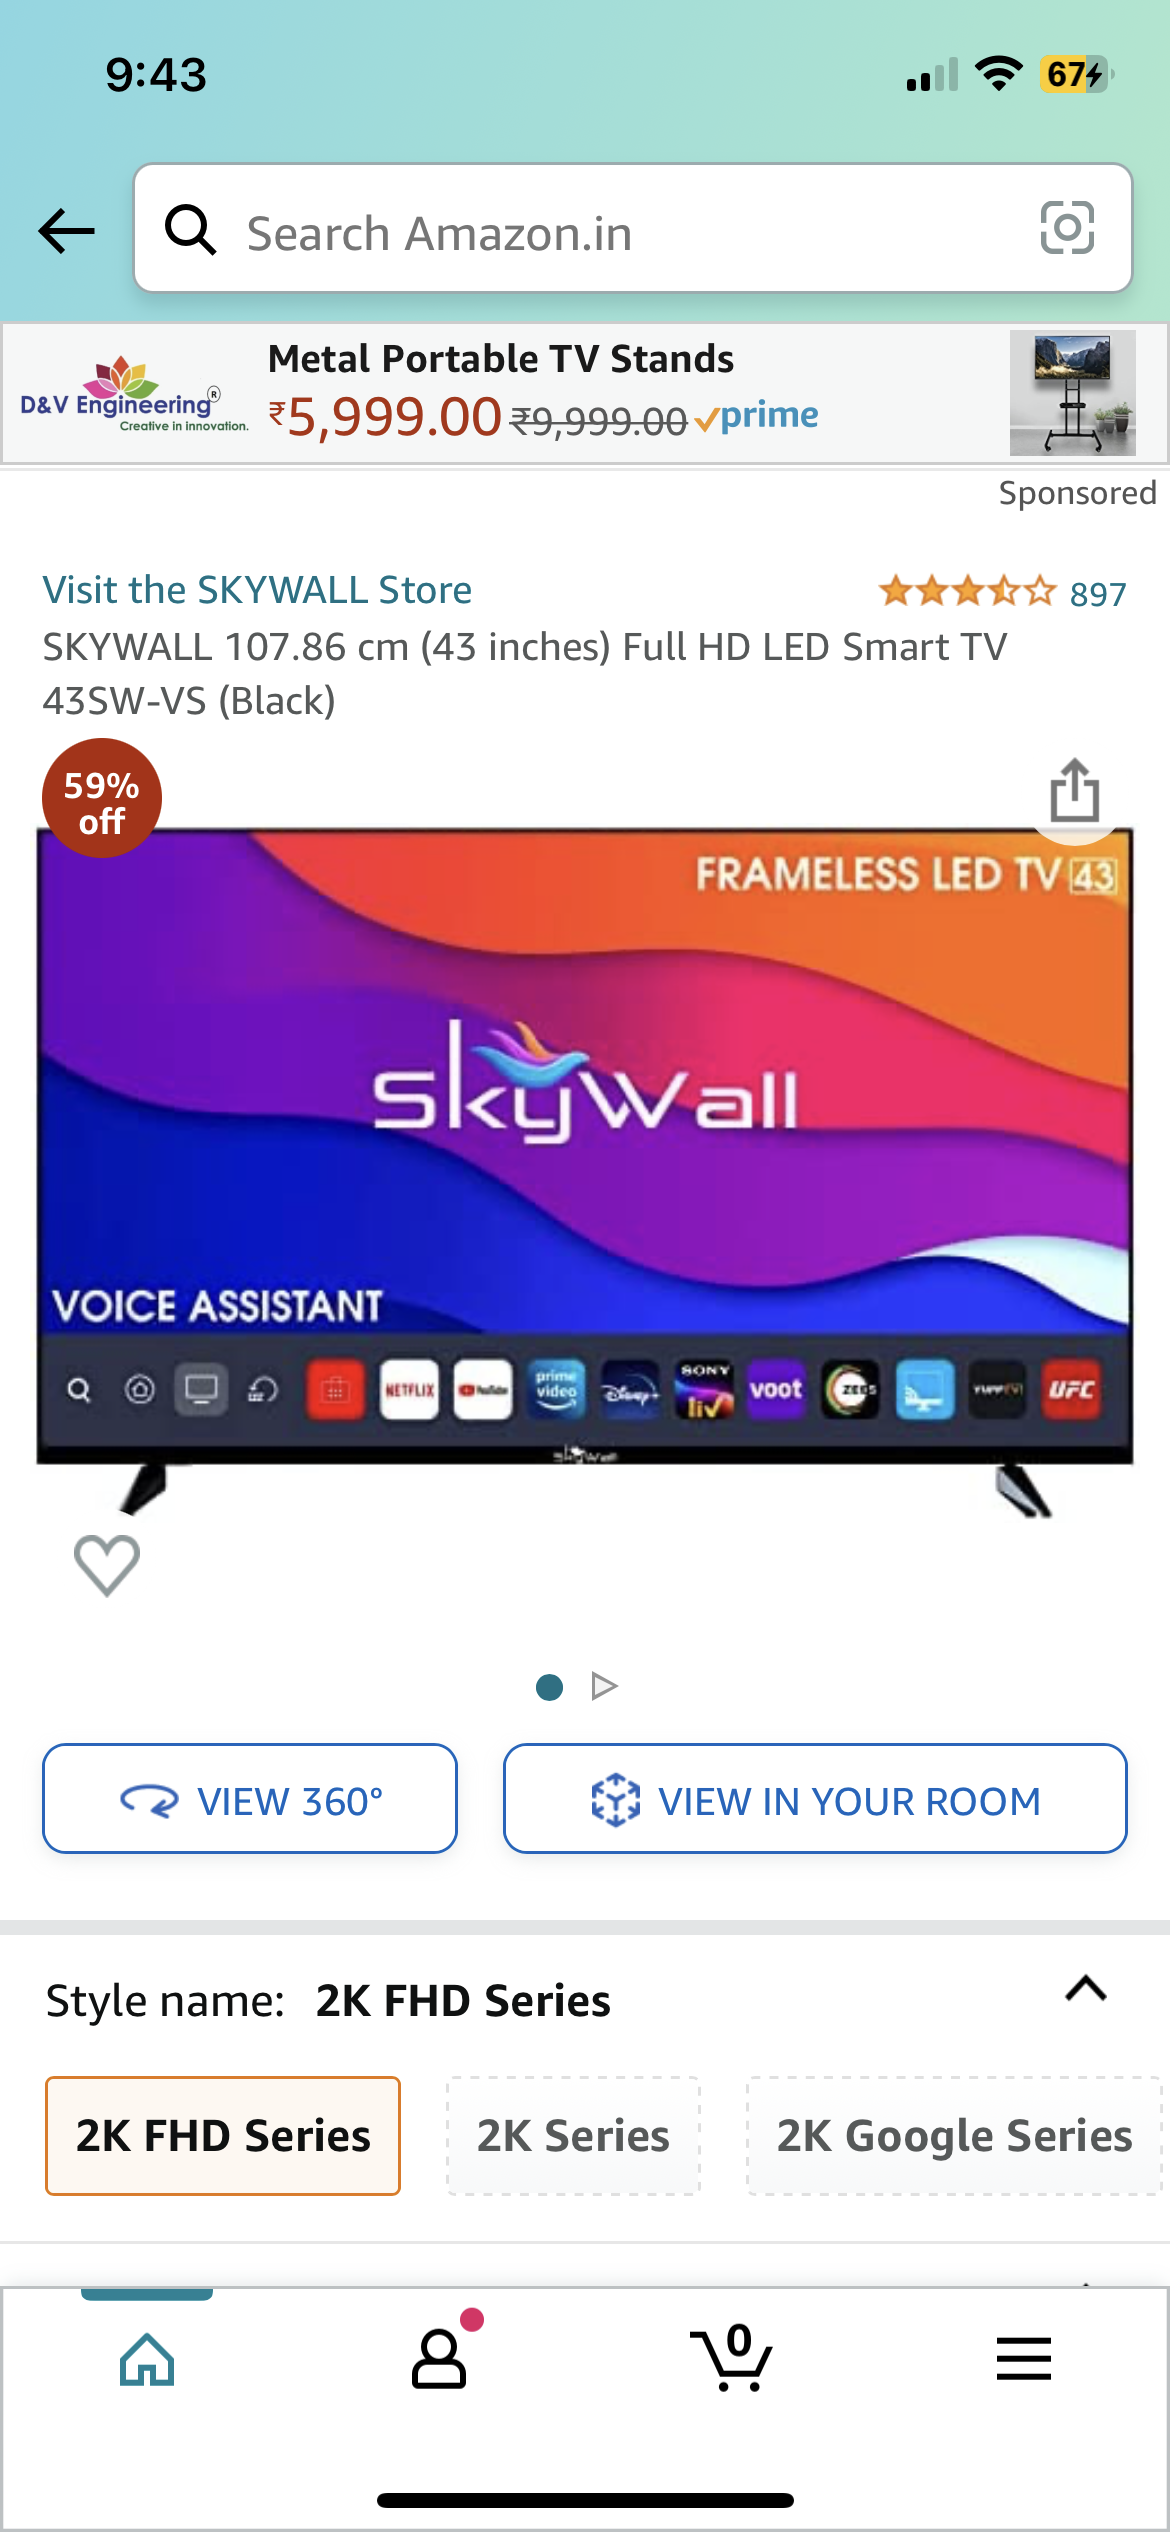 9:43
67
Search Amazon.in
D&V Engineering®
Creative in innovation.
Metal Portable TV Stands
₹5,999.00 ₹9,999.00 prime
Sponsored
Visit the SKYWALL Store
897
SKYWALL 107.86 cm (43 inches) Full HD LED Smart TV
43SW-VS (Black)
59%
off
FRAMELESS LED TV 43
SkyWall
VOICE ASSISTANT
NETFLIX
YouTube
prime
video
Disney+
SONY
liv
voot
ZEE5
YUPPTV
UFC
SkyWall
VIEW 360°
VIEW IN YOUR ROOM
Style name: 2K FHD Series
2K FHD Series
2K Series
2K Google Series
0